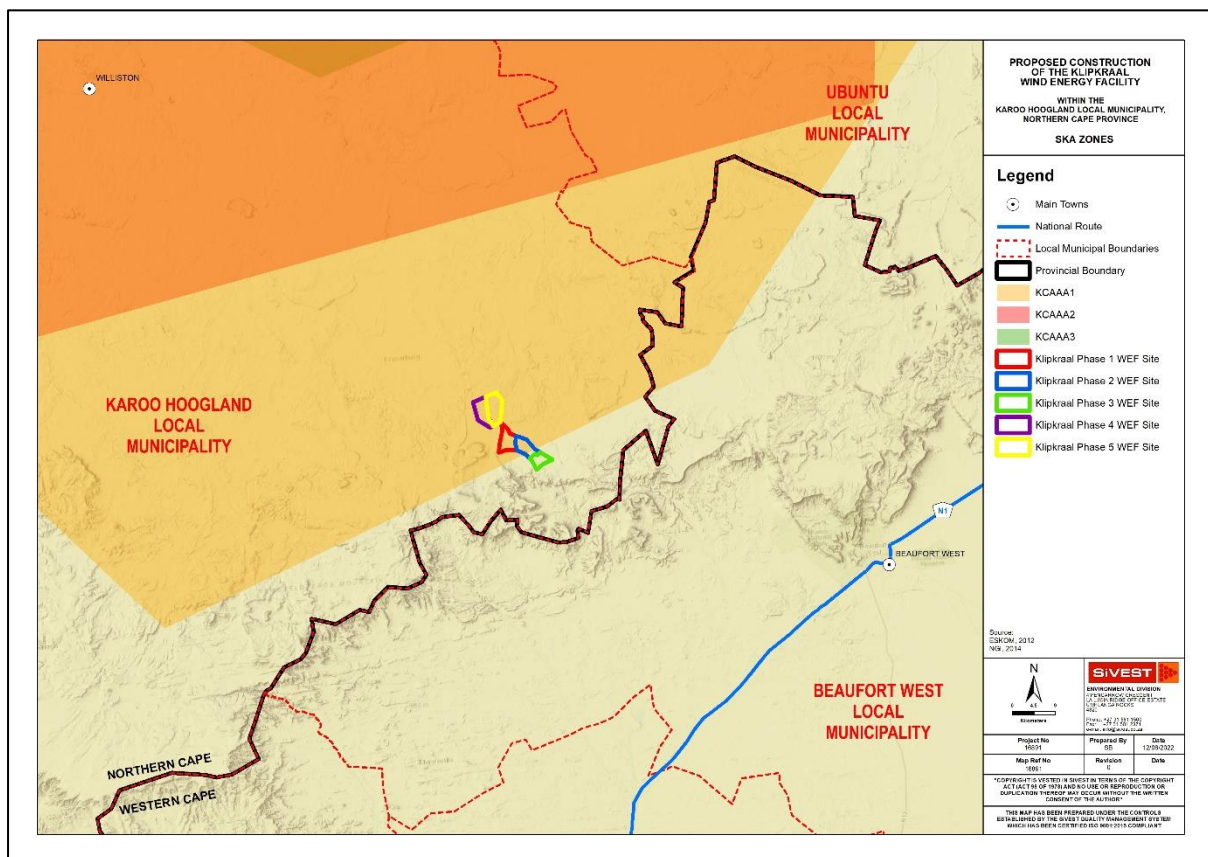 WILLISTON
UBUNTU
LOCAL
MUNICIPALITY
KAROO HOOGLAND
LOCAL
MUNICIPALITY
N1
BEAUFORT WEST
BEAUFORT WEST
LOCAL
MUNICIPALITY
NORTHERN CAPE
WESTERN CAPE
PROPOSED CONSTRUCTION
OF THE KLIPKRAAL
WIND ENERGY FACILITY
WITHIN THE
KAROO HOOGLAND LOCAL MUNICIPALITY,
NORTHERN CAPE PROVINCE
SKA ZONES
Legend
Main Towns
National Route
Local Municipal Boundaries
Provincial Boundary
KCAAA1
KCAAA2
KCAAA3
Klipkraal Phase 1 WEF Site
Klipkraal Phase 2 WEF Site
Klipkraal Phase 3 WEF Site
Klipkraal Phase 4 WEF Site
Klipkraal Phase 5 WEF Site
Source:
ESKOM, 2012
NGI, 2014
N
Kilometers
SiVEST
ENVIRONMENTAL DIVISION
LA LUCIA RIDGE OFFICE ESTATE
UMHLANGA ROCKS
Project No
Prepared By
Date
SB
12/09/2022
Map Ref No
Revision
Date
0
"COPYRIGHT IS VESTED IN SIVEST IN TERMS OF THE COPYRIGHT
ACT (ACT 98 OF 1978) AND NO USE OR REPRODUCTION OR
DUPLICATION THEREOF MAY OCCUR WITHOUT THE WRITTEN
CONSENT OF THE AUTHOR"
THIS MAP HAS BEEN PREPARED UNDER THE CONTROLS
ESTABLISHED BY THE SIVEST QUALITY MANAGEMENT SYSTEM
WHICH HAS BEEN CERTIFIED ISO 9001:2015 COMPLIANT